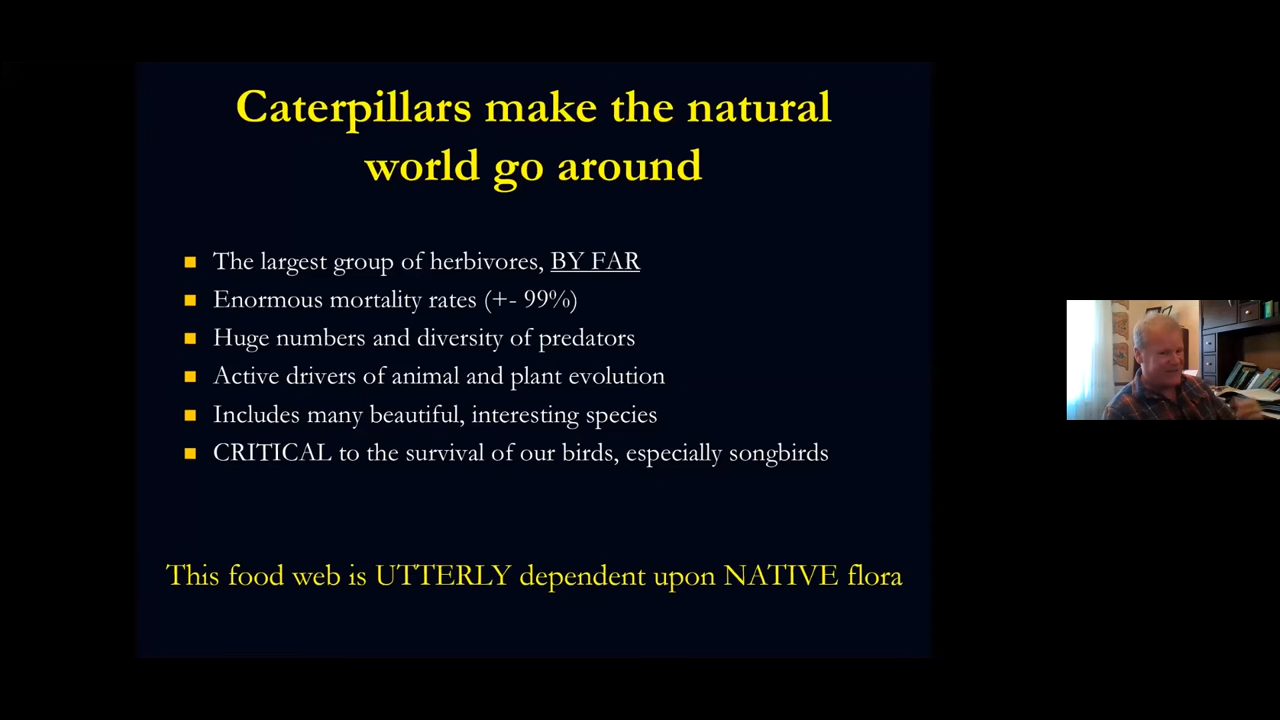 Caterpillars make the natural
world go around
The largest group of herbivores, BY FAR
Enormous mortality rates (+- 99%)
Huge numbers and diversity of predators
Active drivers of animal and plant evolution
Includes many beautiful, interesting species
CRITICAL to the survival of our birds, especially songbirds
This food web is UTTERLY dependent upon NATIVE flora